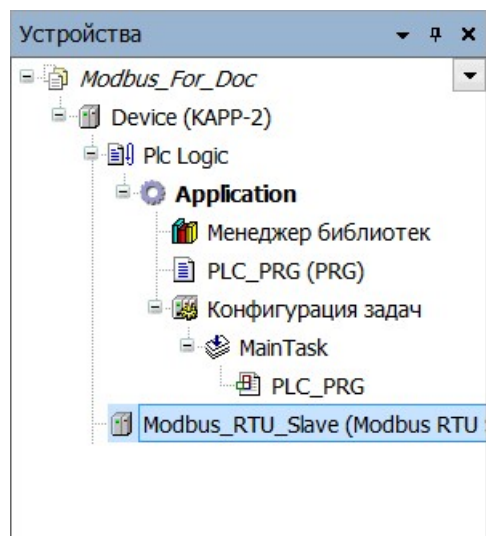 Устройства
Modbus_For_Doc
Device (KAPP-2)
Plc Logic
Application
Менеджер библиотек
PLC_PRG (PRG)
Конфигурация задач
MainTask
PLC_PRG
Modbus_RTU_Slave (Modbus RTU